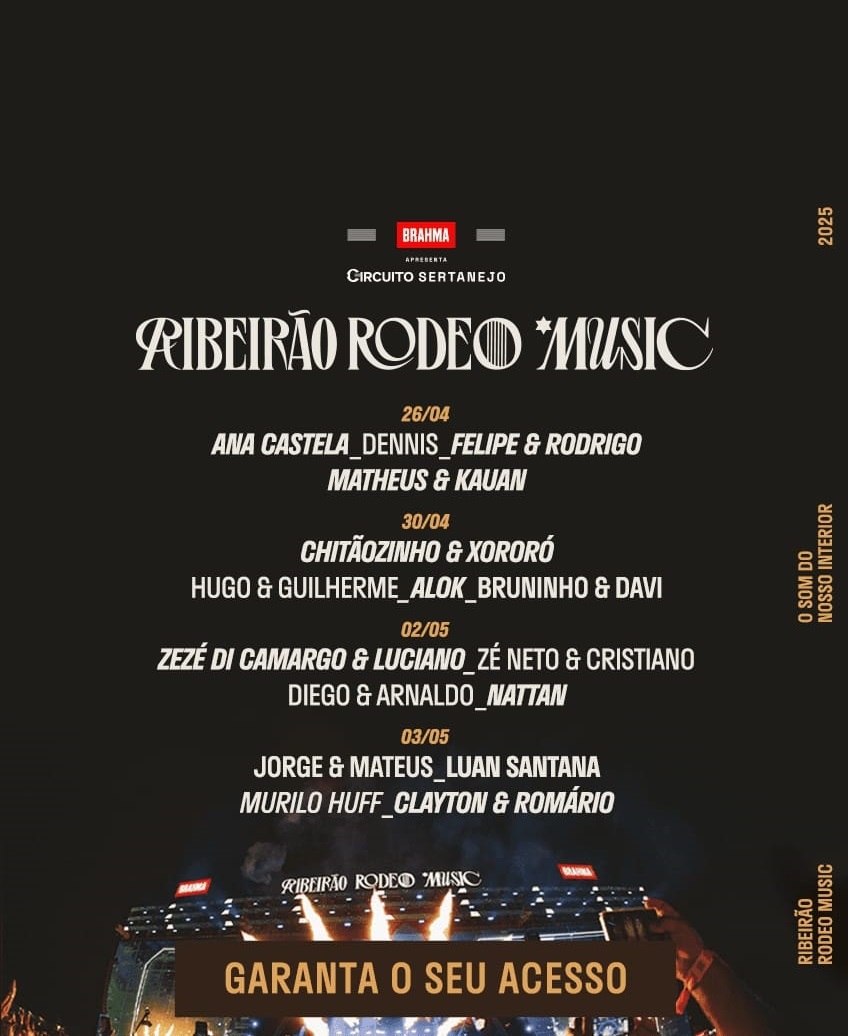 BRAHMA
APRESENTA
CIRCUITO SERTANEJO
RIBEIRÃO RODEO MUSIC
26/04
ANA CASTELA_DENNIS_FELIPE & RODRIGO
MATHEUS & KAUAN
30/04
CHITÃOZINHO & XORORÓ
HUGO & GUILHERME_ALOK_BRUNINHO & DAVI
02/05
ZEZÉ DI CAMARGO & LUCIANO_ZÉ NETO & CRISTIANO
DIEGO & ARNALDO_NATTAN
03/05
JORGE & MATEUS_LUAN SANTANA
MURILO HUFF_CLAYTON & ROMÁRIO
BRAHMA
RIBEIRÃO RODEO MUSIC
BRAHMA
GARANTA O SEU ACESSO
2025
O SOM DO
NOSSO INTERIOR
RIBEIRÃO
RODEO MUSIC